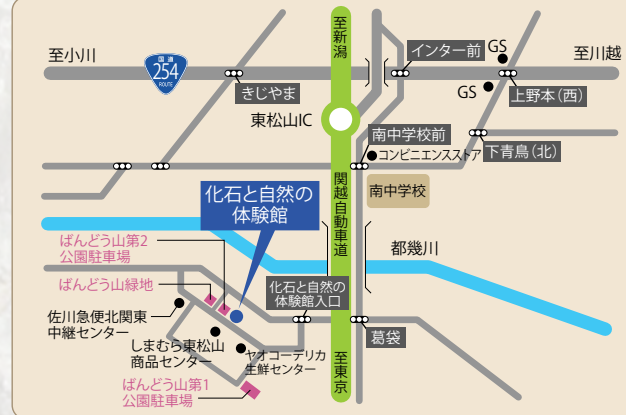 至小川
国道
254
ROUTE
至新潟
インター前
GS
至川越
きじやま
GS
上野本(西)
東松山IC
南中学校前
コンビニエンスストア
下青鳥(北)
化石と自然の
体験館
関越自動車道
南中学校
ばんどう山第2
公園駐車場
都幾川
ばんどう山緑地
化石と自然の
体験館入口
佐川急便北関東
中継センター
しまむら東松山
商品センター
ヤオコーデリカ
生鮮センター
葛袋
至東京
ばんどう山第1
公園駐車場